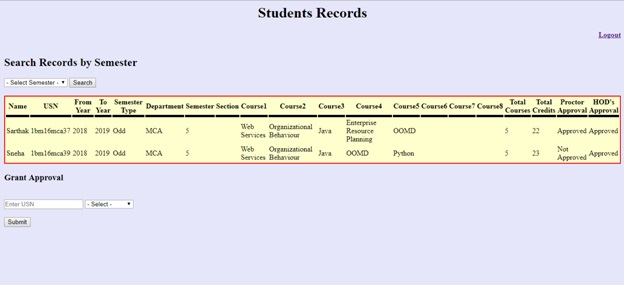 Students Records
Logout
Search Records by Semester
- Select Semester - Search
Name USN From Year To Year Semester Type Department Semester Section Course1 Course2 Course3 Course4 Course5 Course6 Course7 Course8 Total Courses Total Credits Proctor Approval HOD's Approval
Sarthak 1bm16mca37 2018 2019 Odd MCA 5 Web Services Organizational Behaviour Java Enterprise Resource Planning OOMD 5 22 Approved Approved
Sneha 1bm16mca39 2018 2019 Odd MCA 5 Web Services Organizational Behaviour Java OOMD Python 5 23 Not Approved Approved
Grant Approval
Enter USN - Select -
Submit